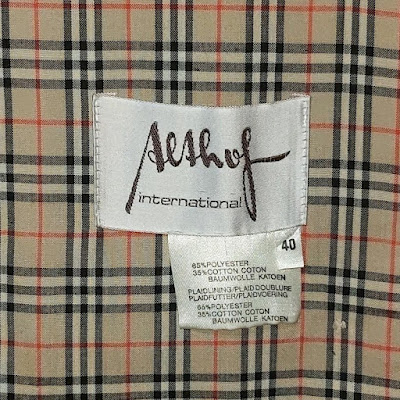 Althof
international
40
65%POLYESTER
35%COTTON COTON
BAUMWOLLE KATOEN
PLAIDLINING/PLAID DOUBLURE
PLAIDFUTTER/PLAIDVOERING
65%POLYESTER
35%COTTON COTON
BAUMWOLLE KATOEN